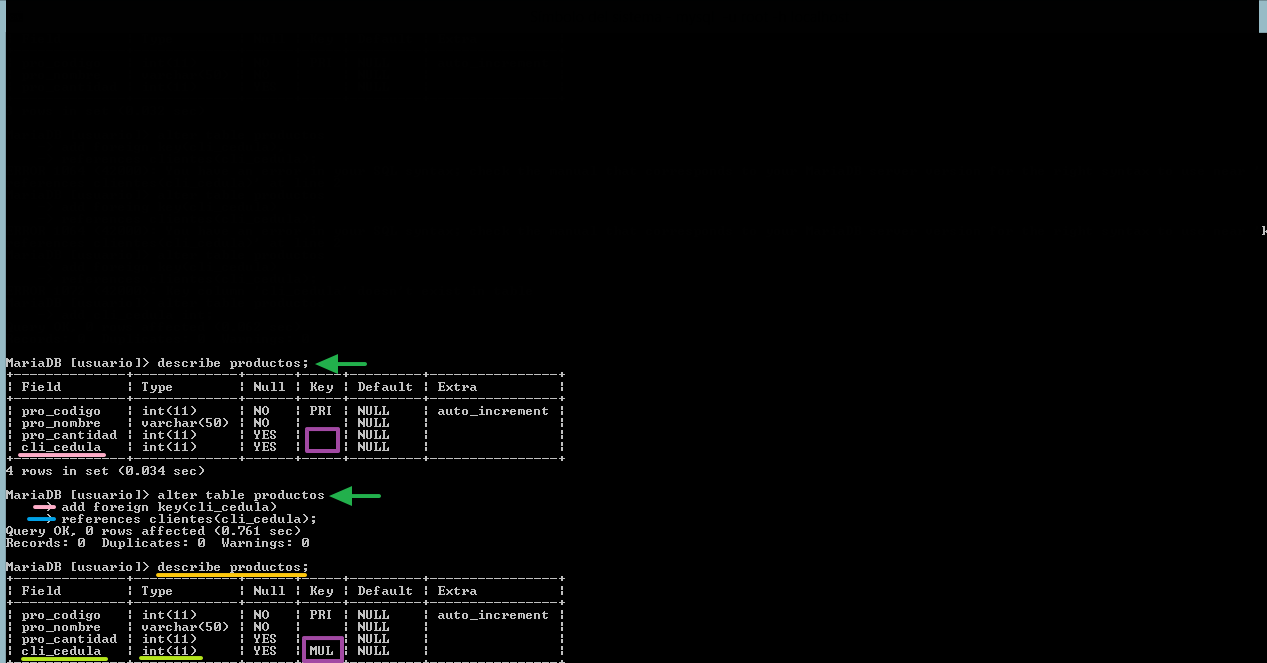 MariaDB [usuario]> describe productos;
+--------------+-------------+------+-----+---------+----------------+
| Field | Type | Null | Key | Default | Extra |
+--------------+-------------+------+-----+---------+----------------+
| pro_codigo | int(11) | NO | PRI | NULL | auto_increment |
| pro_nombre | varchar(50) | NO | | NULL | |
| pro_cantidad | int(11) | YES | | NULL | |
| cli_cedula | int(11) | YES | | NULL | |
+--------------+-------------+------+-----+---------+----------------+
4 rows in set (0.034 sec)
MariaDB [usuario]> alter table productos
-> add foreign key(cli_cedula)
-> references clientes(cli_cedula);
Query OK, 0 rows affected (0.761 sec)
Records: 0 Duplicates: 0 Warnings: 0
MariaDB [usuario]> describe productos;
+--------------+-------------+------+-----+---------+----------------+
| Field | Type | Null | Key | Default | Extra |
+--------------+-------------+------+-----+---------+----------------+
| pro_codigo | int(11) | NO | PRI | NULL | auto_increment |
| pro_nombre | varchar(50) | NO | | NULL | |
| pro_cantidad | int(11) | YES | | NULL | |
| cli_cedula | int(11) | YES | MUL | NULL | |
+--------------+-------------+------+-----+---------+----------------+